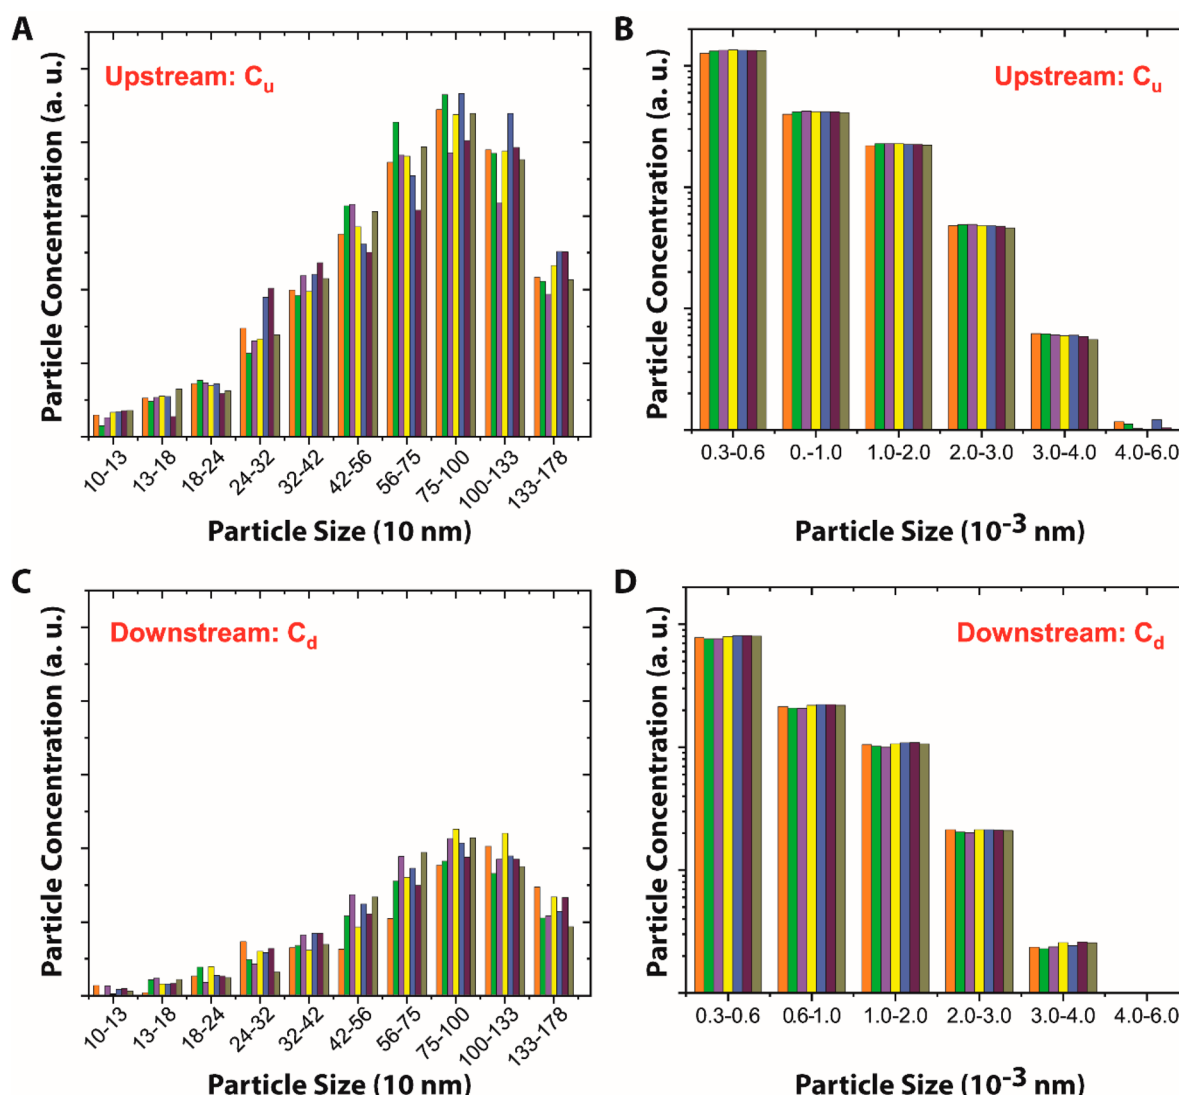 A
Upstream: Cu
Particle Concentration (a. u.)
10-13 13-18 18-24 24-32 32-42 42-56 56-75 75-100 100-133 133-178
Particle Size (10 nm)
B
Upstream: Cu
Particle Concentration (a. u.)
0.3-0.6 0.-1.0 1.0-2.0 2.0-3.0 3.0-4.0 4.0-6.0
Particle Size (10-3 nm)
C
Downstream: Cd
Particle Concentration (a. u.)
10-13 13-18 18-24 24-32 32-42 42-56 56-75 75-100 100-133 133-178
Particle Size (10 nm)
D
Downstream: Cd
Particle Concentration (a. u.)
0.3-0.6 0.6-1.0 1.0-2.0 2.0-3.0 3.0-4.0 4.0-6.0
Particle Size (10-3 nm)